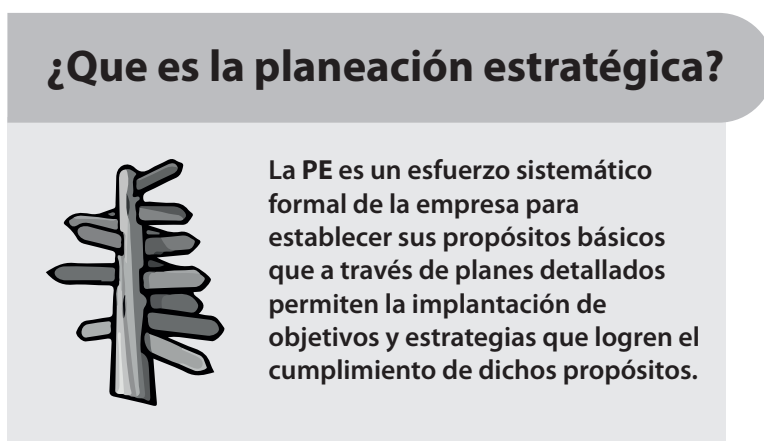 ¿Que es la planeación estratégica?
La PE es un esfuerzo sistemático
formal de la empresa para
establecer sus propósitos básicos
que a través de planes detallados
permiten la implantación de
objetivos y estrategias que logren el
cumplimiento de dichos propósitos.